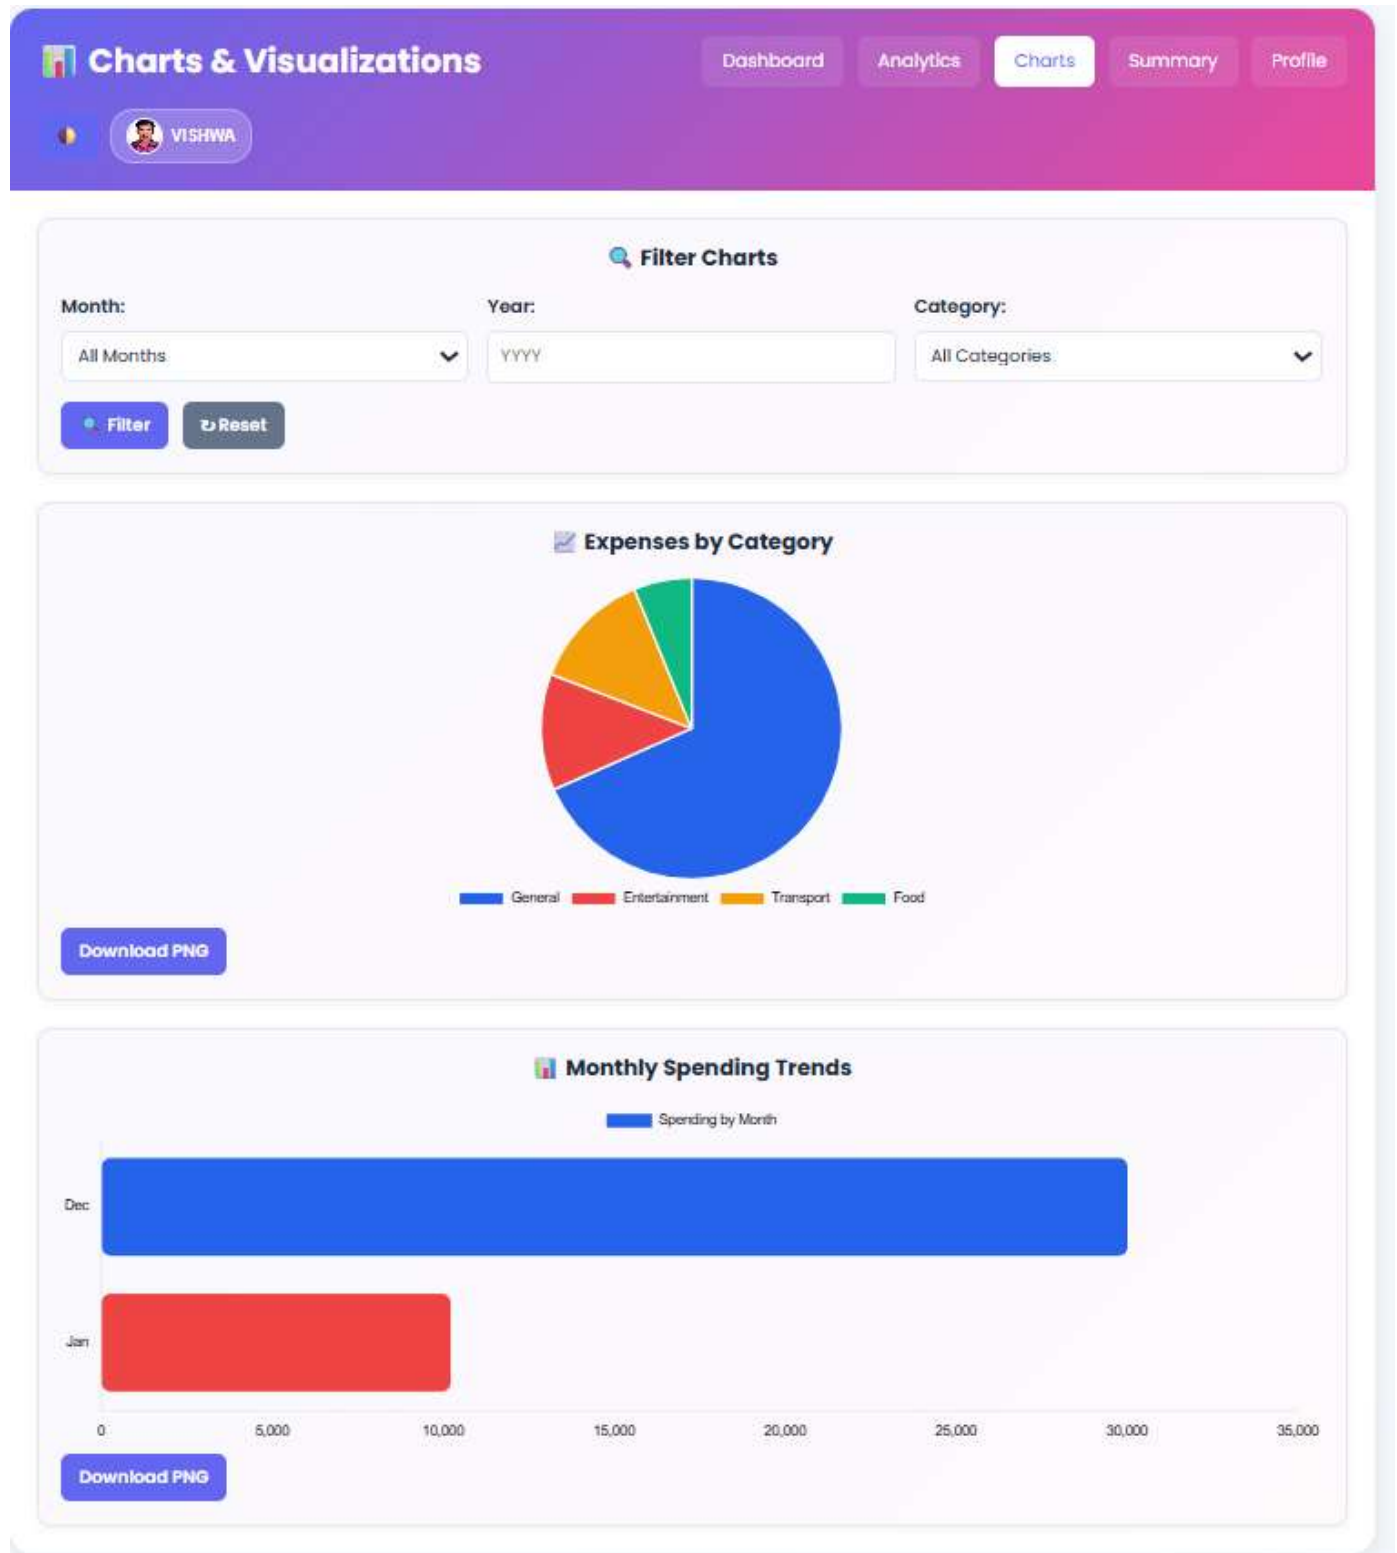 📊 Charts & Visualizations
Dashboard Analytics Charts Summary Profile
VISHWA
🔍 Filter Charts
Month: Year: Category:
All Months YYYY All Categories
🔍 Filter ↻ Reset
📈 Expenses by Category
General Entertainment Transport Food
Download PNG
📊 Monthly Spending Trends
Spending by Month
Dec
Jan
0 5,000 10,000 15,000 20,000 25,000 30,000 35,000
Download PNG